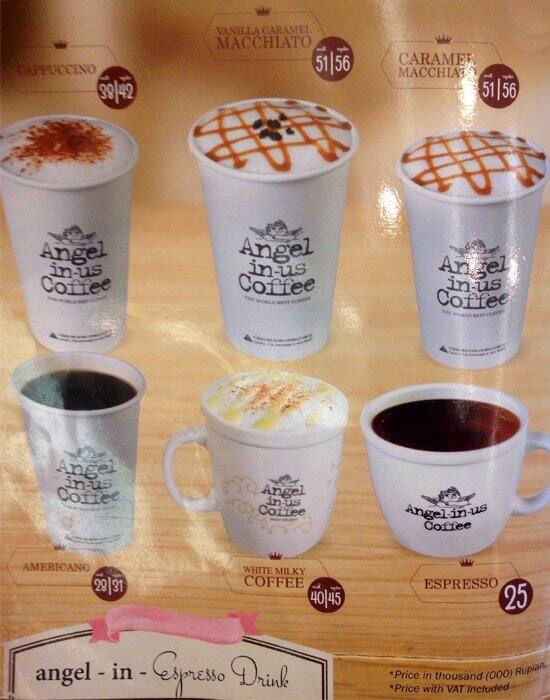 VANILLA CARAMEL
MACCHIATO
51|56
CAPPUCCINO
39|42
CARAMEL
MACCHIATO
51|56
Angel
in-us
Coffee
THE WORLD BEST COFFEE
Angel
in-us
Coffee
THE WORLD BEST COFFEE
Angel
in-us
Coffee
THE WORLD BEST COFFEE
Angel
in-us
Coffee
Angel
in-us
Coffee
Angel-in-us
Coffee
AMERICANO
28|31
WHITE MILKY
COFFEE
40|45
ESPRESSO
25
angel - in - Espresso Drink
*Price in thousand (000) Rupiah.
*Price with VAT Included